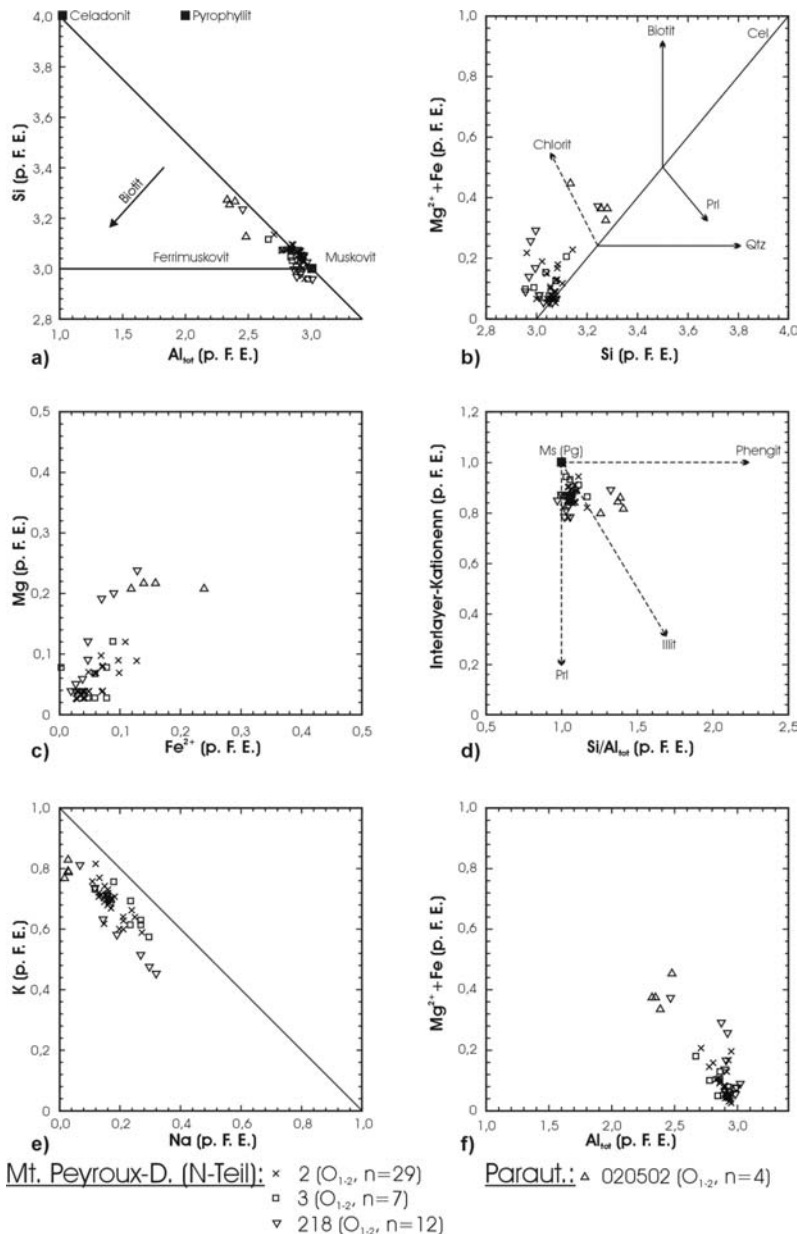 4,0 Celadonit Pyrophyllit
3,8
3,6
3,4
3,2
3,0
2,8
Si (p. F. E.)
Biotit
Ferrimuskovit Muskovit
1,0 1,5 2,0 2,5 3,0
a) Al_tot (p. F. E.)
1,0
0,8
0,6
0,4
0,2
0
Mg²⁺+Fe (p. F. E.)
Biotit Cel
Chlorit
Prl
Qtz
2,8 3,0 3,2 3,4 3,6 3,8 4,0
b) Si (p. F. E.)
0,5
0,4
0,3
0,2
0,1
0
Mg (p. F. E.)
0,0 0,1 0,2 0,3 0,4 0,5
c) Fe²⁺ (p. F. E.)
1,2
1,0
0,8
0,6
0,4
0,2
0
Interlayer-Kationenn (p. F. E.)
Ms (Pg) Phengit
Illit
Prl
0,5 1,0 1,5 2,0 2,5
d) Si/Al_tot (p. F. E.)
1,0
0,8
0,6
0,4
0,2
0
K (p. F. E.)
0,0 0,2 0,4 0,6 0,8 1,0
e) Na (p. F. E.)
1,0
0,8
0,6
0,4
0,2
0
Mg²⁺+Fe (p. F. E.)
1,0 1,5 2,0 2,5 3,0
f) Al_tot (p. F. E.)
Mt. Peyroux-D. (N-Teil): × 2 (O₁₋₂, n=29) Paraut.: △ 020502 (O₁₋₂, n=4)
□ 3 (O₁₋₂, n=7)
▽ 218 (O₁₋₂, n=12)